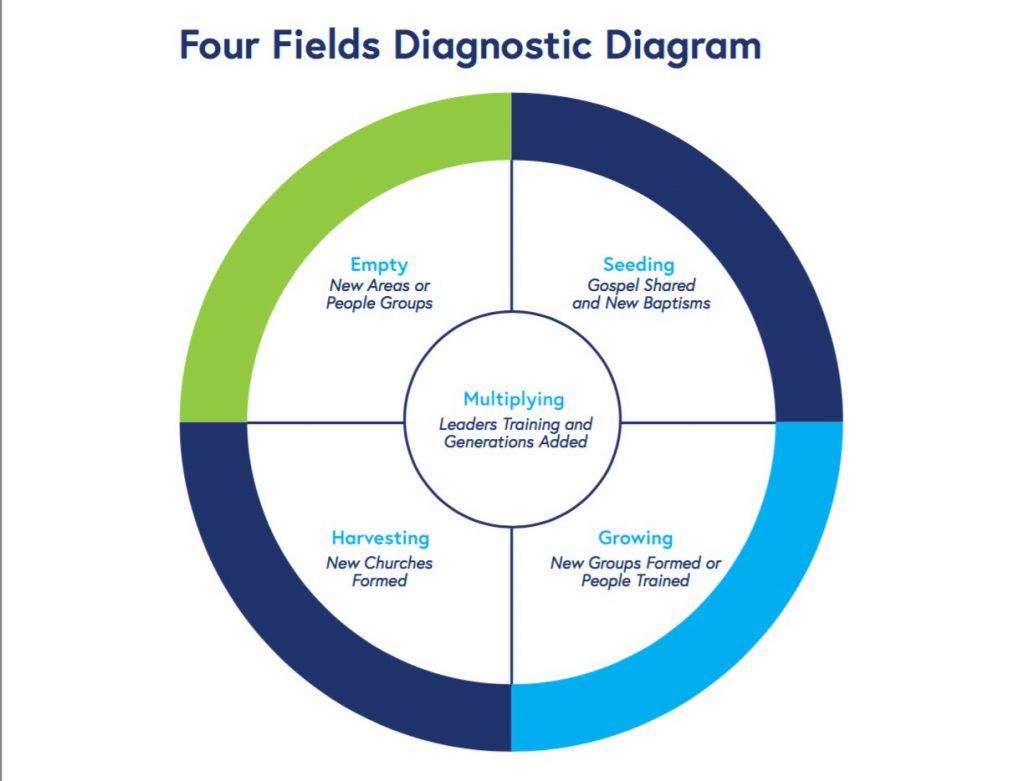 Four Fields Diagnostic Diagram
Empty
New Areas or
People Groups
Seeding
Gospel Shared
and New Baptisms
Multiplying
Leaders Training and
Generations Added
Harvesting
New Churches
Formed
Growing
New Groups Formed or
People Trained